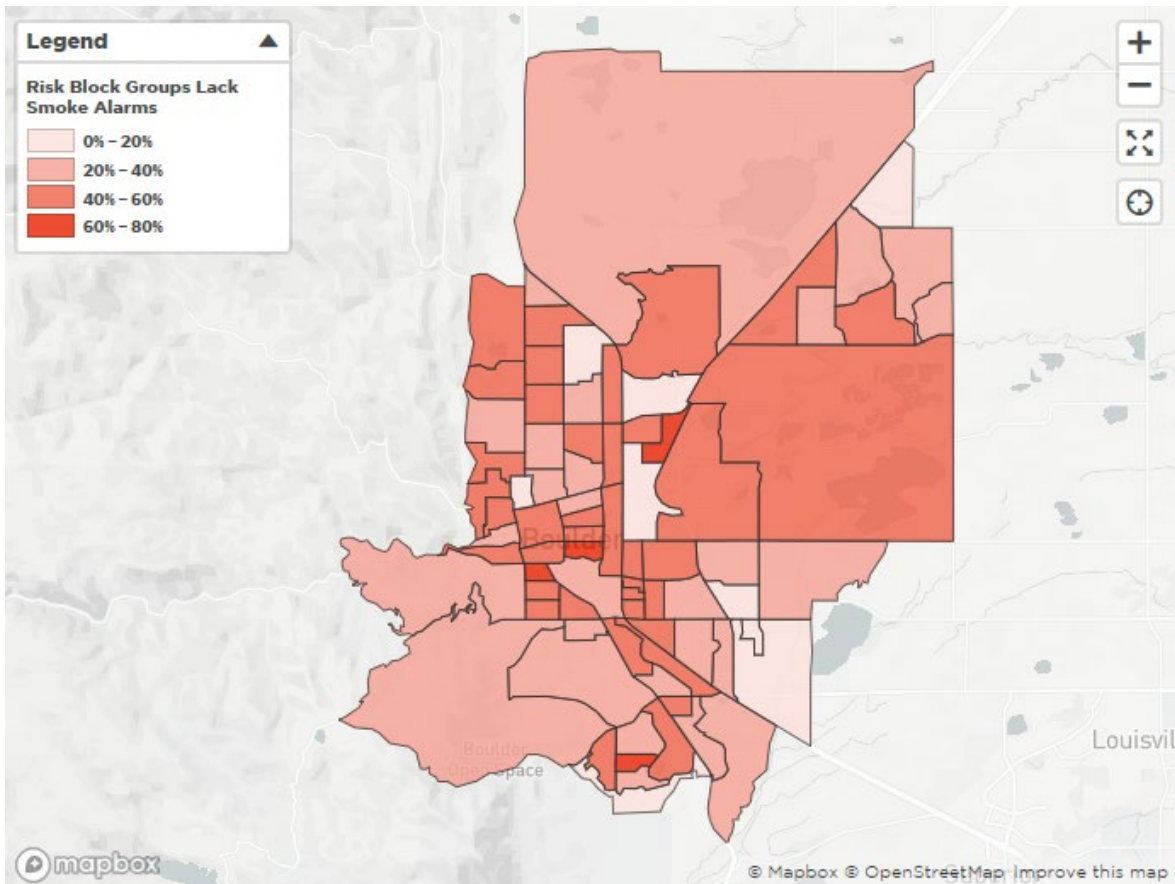 Legend
Risk Block Groups Lack
Smoke Alarms
0% – 20%
20% – 40%
40% – 60%
60% – 80%
Boulder
Boulder
Open Space
Louisvil
mapbox
© Mapbox © OpenStreetMap Improve this map